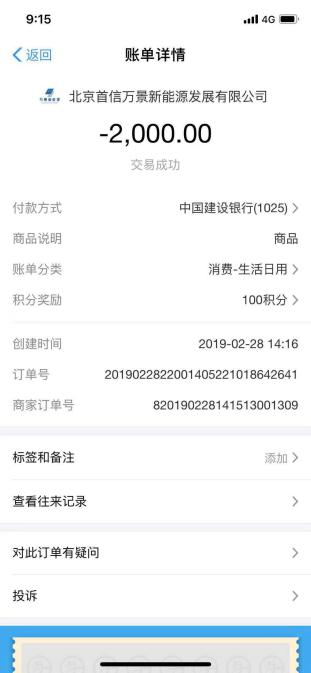 9:15
4G
返回
账单详情
北京首信万景新能源发展有限公司
-2,000.00
交易成功
付款方式 中国建设银行(1025)
商品说明 商品
账单分类 消费-生活日用
积分奖励 100积分
创建时间 2019-02-28 14:16
订单号 2019022822001405221018642641
商家订单号 820190228141513001309
标签和备注 添加
查看往来记录
对此订单有疑问
投诉